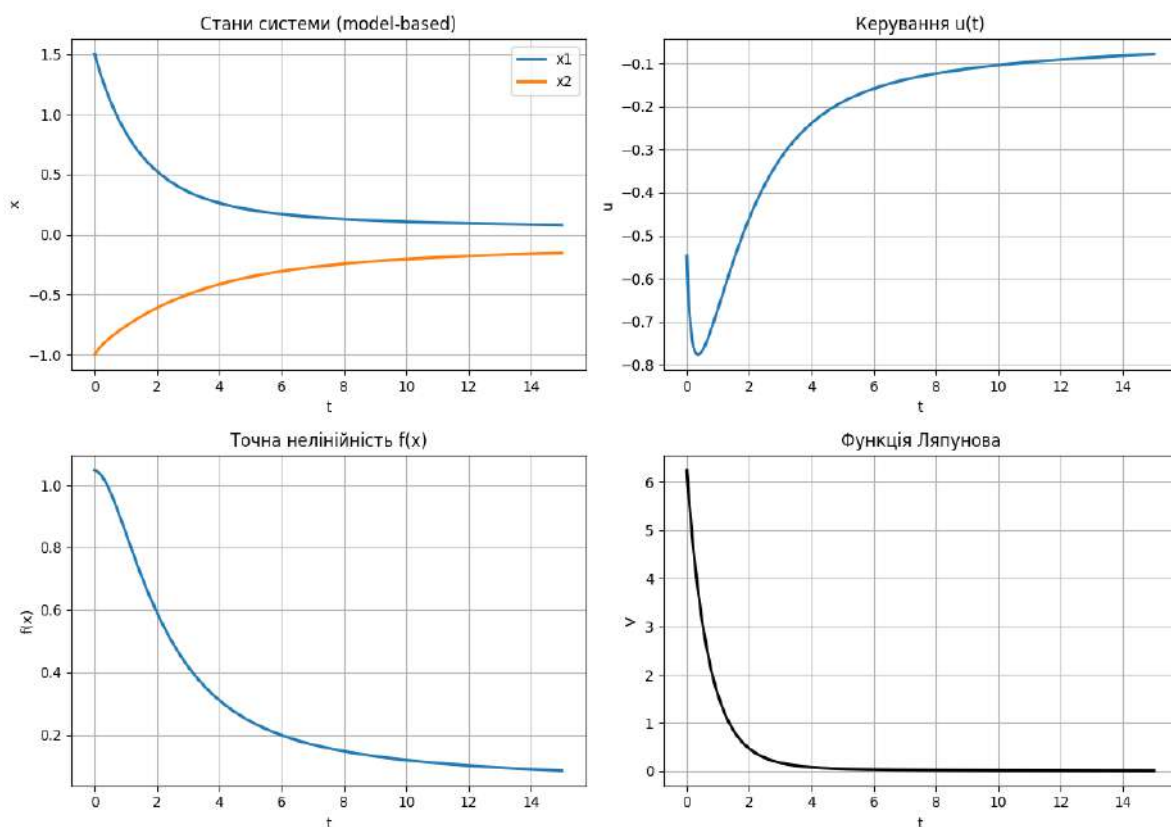 Стани системи (model-based)
x1
x2
1.5
1.0
0.5
0.0
−0.5
−1.0
x
0 2 4 6 8 10 12 14
t
Керування u(t)
−0.1
−0.2
−0.3
−0.4
−0.5
−0.6
−0.7
−0.8
u
0 2 4 6 8 10 12 14
t
Точна нелінійність f(x)
1.0
0.8
0.6
0.4
0.2
f(x)
0 2 4 6 8 10 12 14
t
Функція Ляпунова
6
5
4
3
2
1
0
V
0 2 4 6 8 10 12 14
t